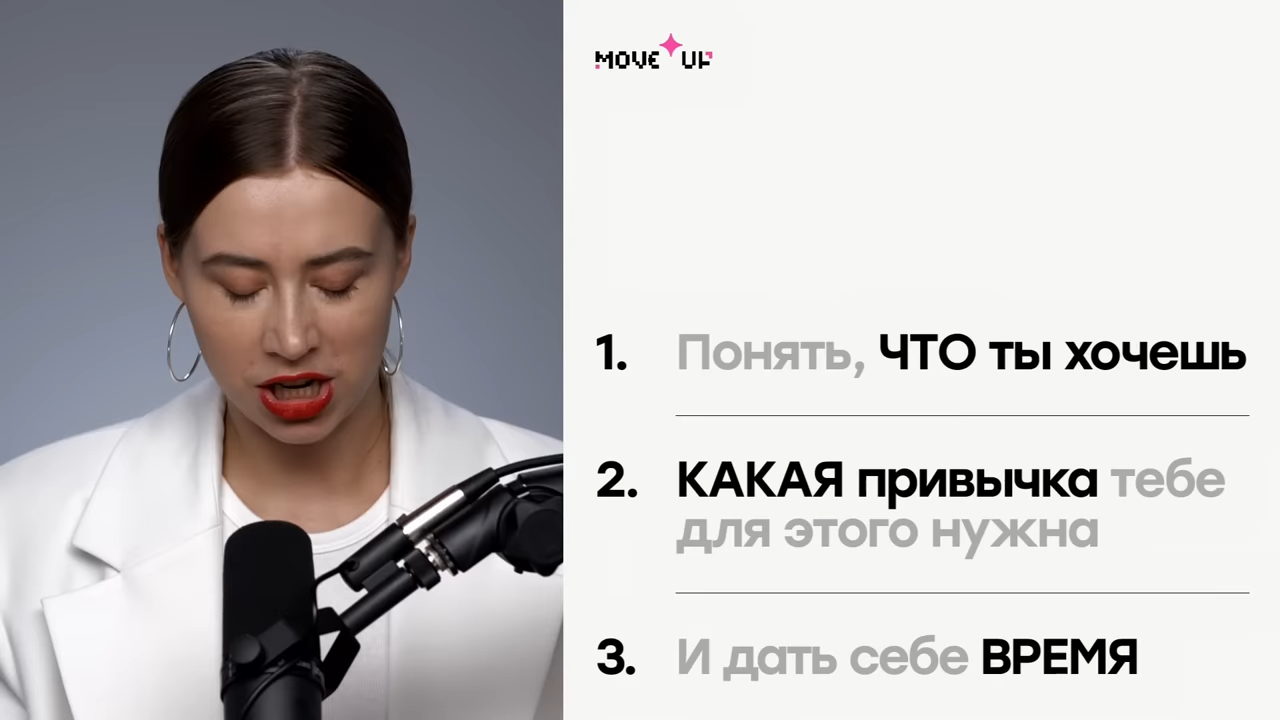 MOVE UP
1. Понять, ЧТО ты хочешь
2. КАКАЯ привычка тебе
для этого нужна
3. И дать себе ВРЕМЯ